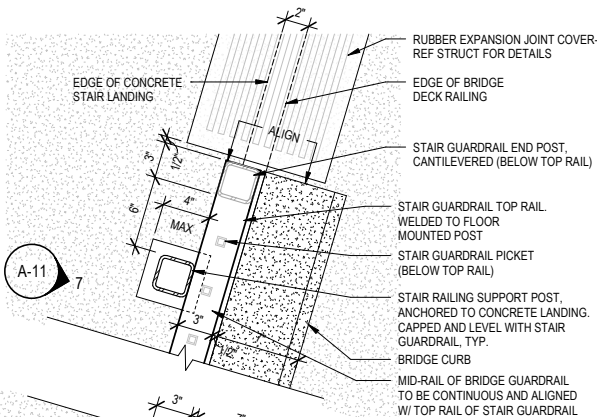 2"
RUBBER EXPANSION JOINT COVER-
REF STRUCT FOR DETAILS
EDGE OF CONCRETE
STAIR LANDING
EDGE OF BRIDGE
DECK RAILING
ALIGN
STAIR GUARDRAIL END POST,
CANTILEVERED (BELOW TOP RAIL)
1/2"
3"
6"
4"
MAX
STAIR GUARDRAIL TOP RAIL.
WELDED TO FLOOR
MOUNTED POST
STAIR GUARDRAIL PICKET
(BELOW TOP RAIL)
A-11
7
STAIR RAILING SUPPORT POST,
ANCHORED TO CONCRETE LANDING.
CAPPED AND LEVEL WITH STAIR
GUARDRAIL, TYP.
3"
1/2"
BRIDGE CURB
MID-RAIL OF BRIDGE GUARDRAIL
TO BE CONTINUOUS AND ALIGNED
W/ TOP RAIL OF STAIR GUARDRAIL
3"